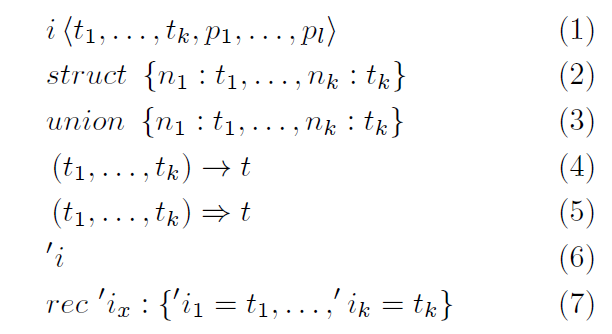 i ⟨t₁, . . . , tₖ, p₁, . . . , pₗ⟩ (1)
struct {n₁ : t₁, . . . , nₖ : tₖ} (2)
union {n₁ : t₁, . . . , nₖ : tₖ} (3)
(t₁, . . . , tₖ) → t (4)
(t₁, . . . , tₖ) ⇒ t (5)
′i (6)
rec ′iₓ : {′i₁ = t₁, . . . ,′ iₖ = tₖ} (7)